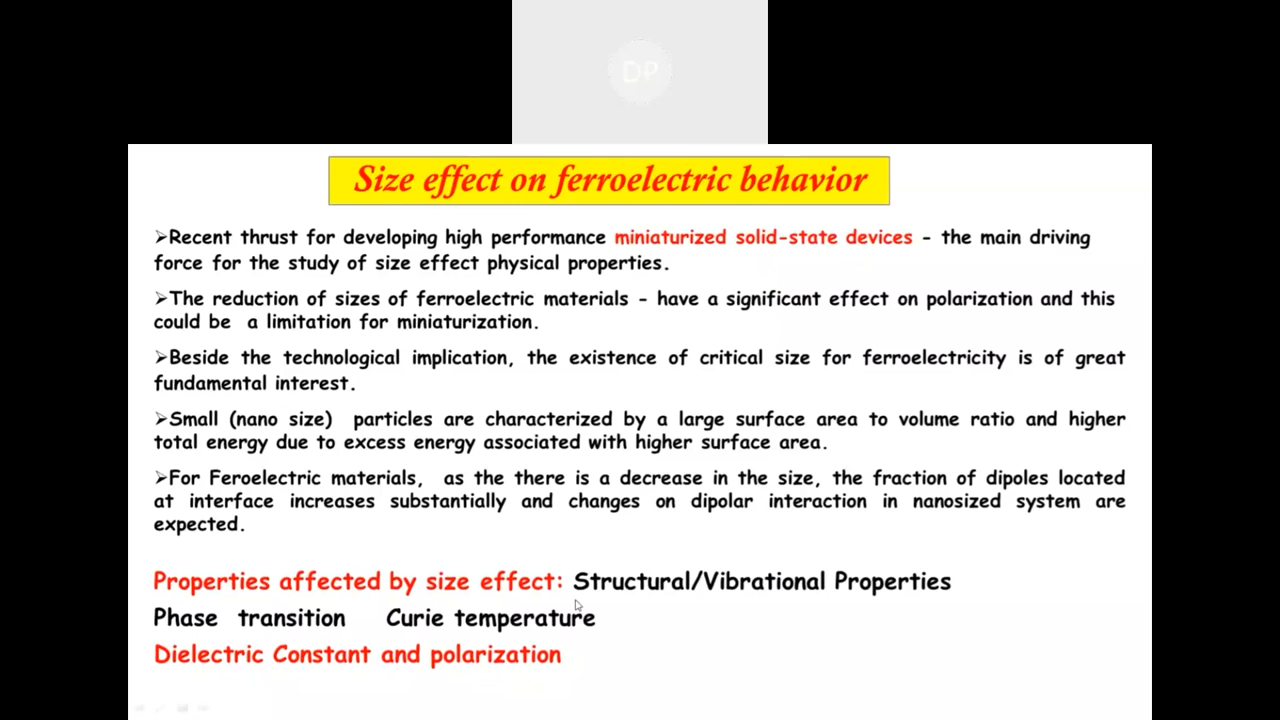 DP
Size effect on ferroelectric behavior
➢Recent thrust for developing high performance miniaturized solid-state devices - the main driving
force for the study of size effect physical properties.
➢The reduction of sizes of ferroelectric materials - have a significant effect on polarization and this
could be a limitation for miniaturization.
➢Beside the technological implication, the existence of critical size for ferroelectricity is of great
fundamental interest.
➢Small (nano size) particles are characterized by a large surface area to volume ratio and higher
total energy due to excess energy associated with higher surface area.
➢For Feroelectric materials, as the there is a decrease in the size, the fraction of dipoles located
at interface increases substantially and changes on dipolar interaction in nanosized system are
expected.
Properties affected by size effect: Structural/Vibrational Properties
Phase transition Curie temperature
Dielectric Constant and polarization